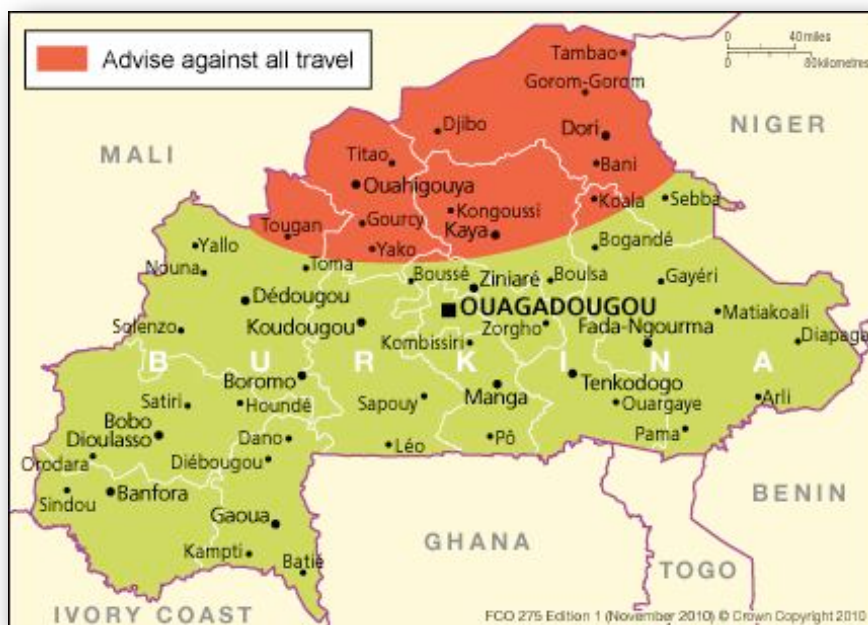 Advise against all travel
0 40 miles
0 80 kilometres
Tambao
Gorom-Gorom
Djibo
Dori
NIGER
MALI
Titao
Bani
Ouahigouya
Koala
Sebba
Tougan
Gourcy
Kongoussi
Kaya
Yallo
Yako
Bogandé
Nouna
Toma
Boussé
Ziniaré
Boulsa
Gayéri
Dédougou
OUAGADOUGOU
Matiakoali
Solenzo
Koudougou
Zorgho
Fada-Ngourma
Diapaga
Kombissiri
BURKINA
Boromo
Manga
Tenkodogo
Satiri
Houndé
Sapouy
Ouargaye
Arli
Bobo
Dioulasso
Dano
Léo
Pô
Pama
Orodara
Diébougou
Sindou
Banfora
BENIN
Gaoua
GHANA
Kampti
Batié
TOGO
IVORY COAST
FCO 275 Edition 1 (November 2010) © Crown Copyright 2010